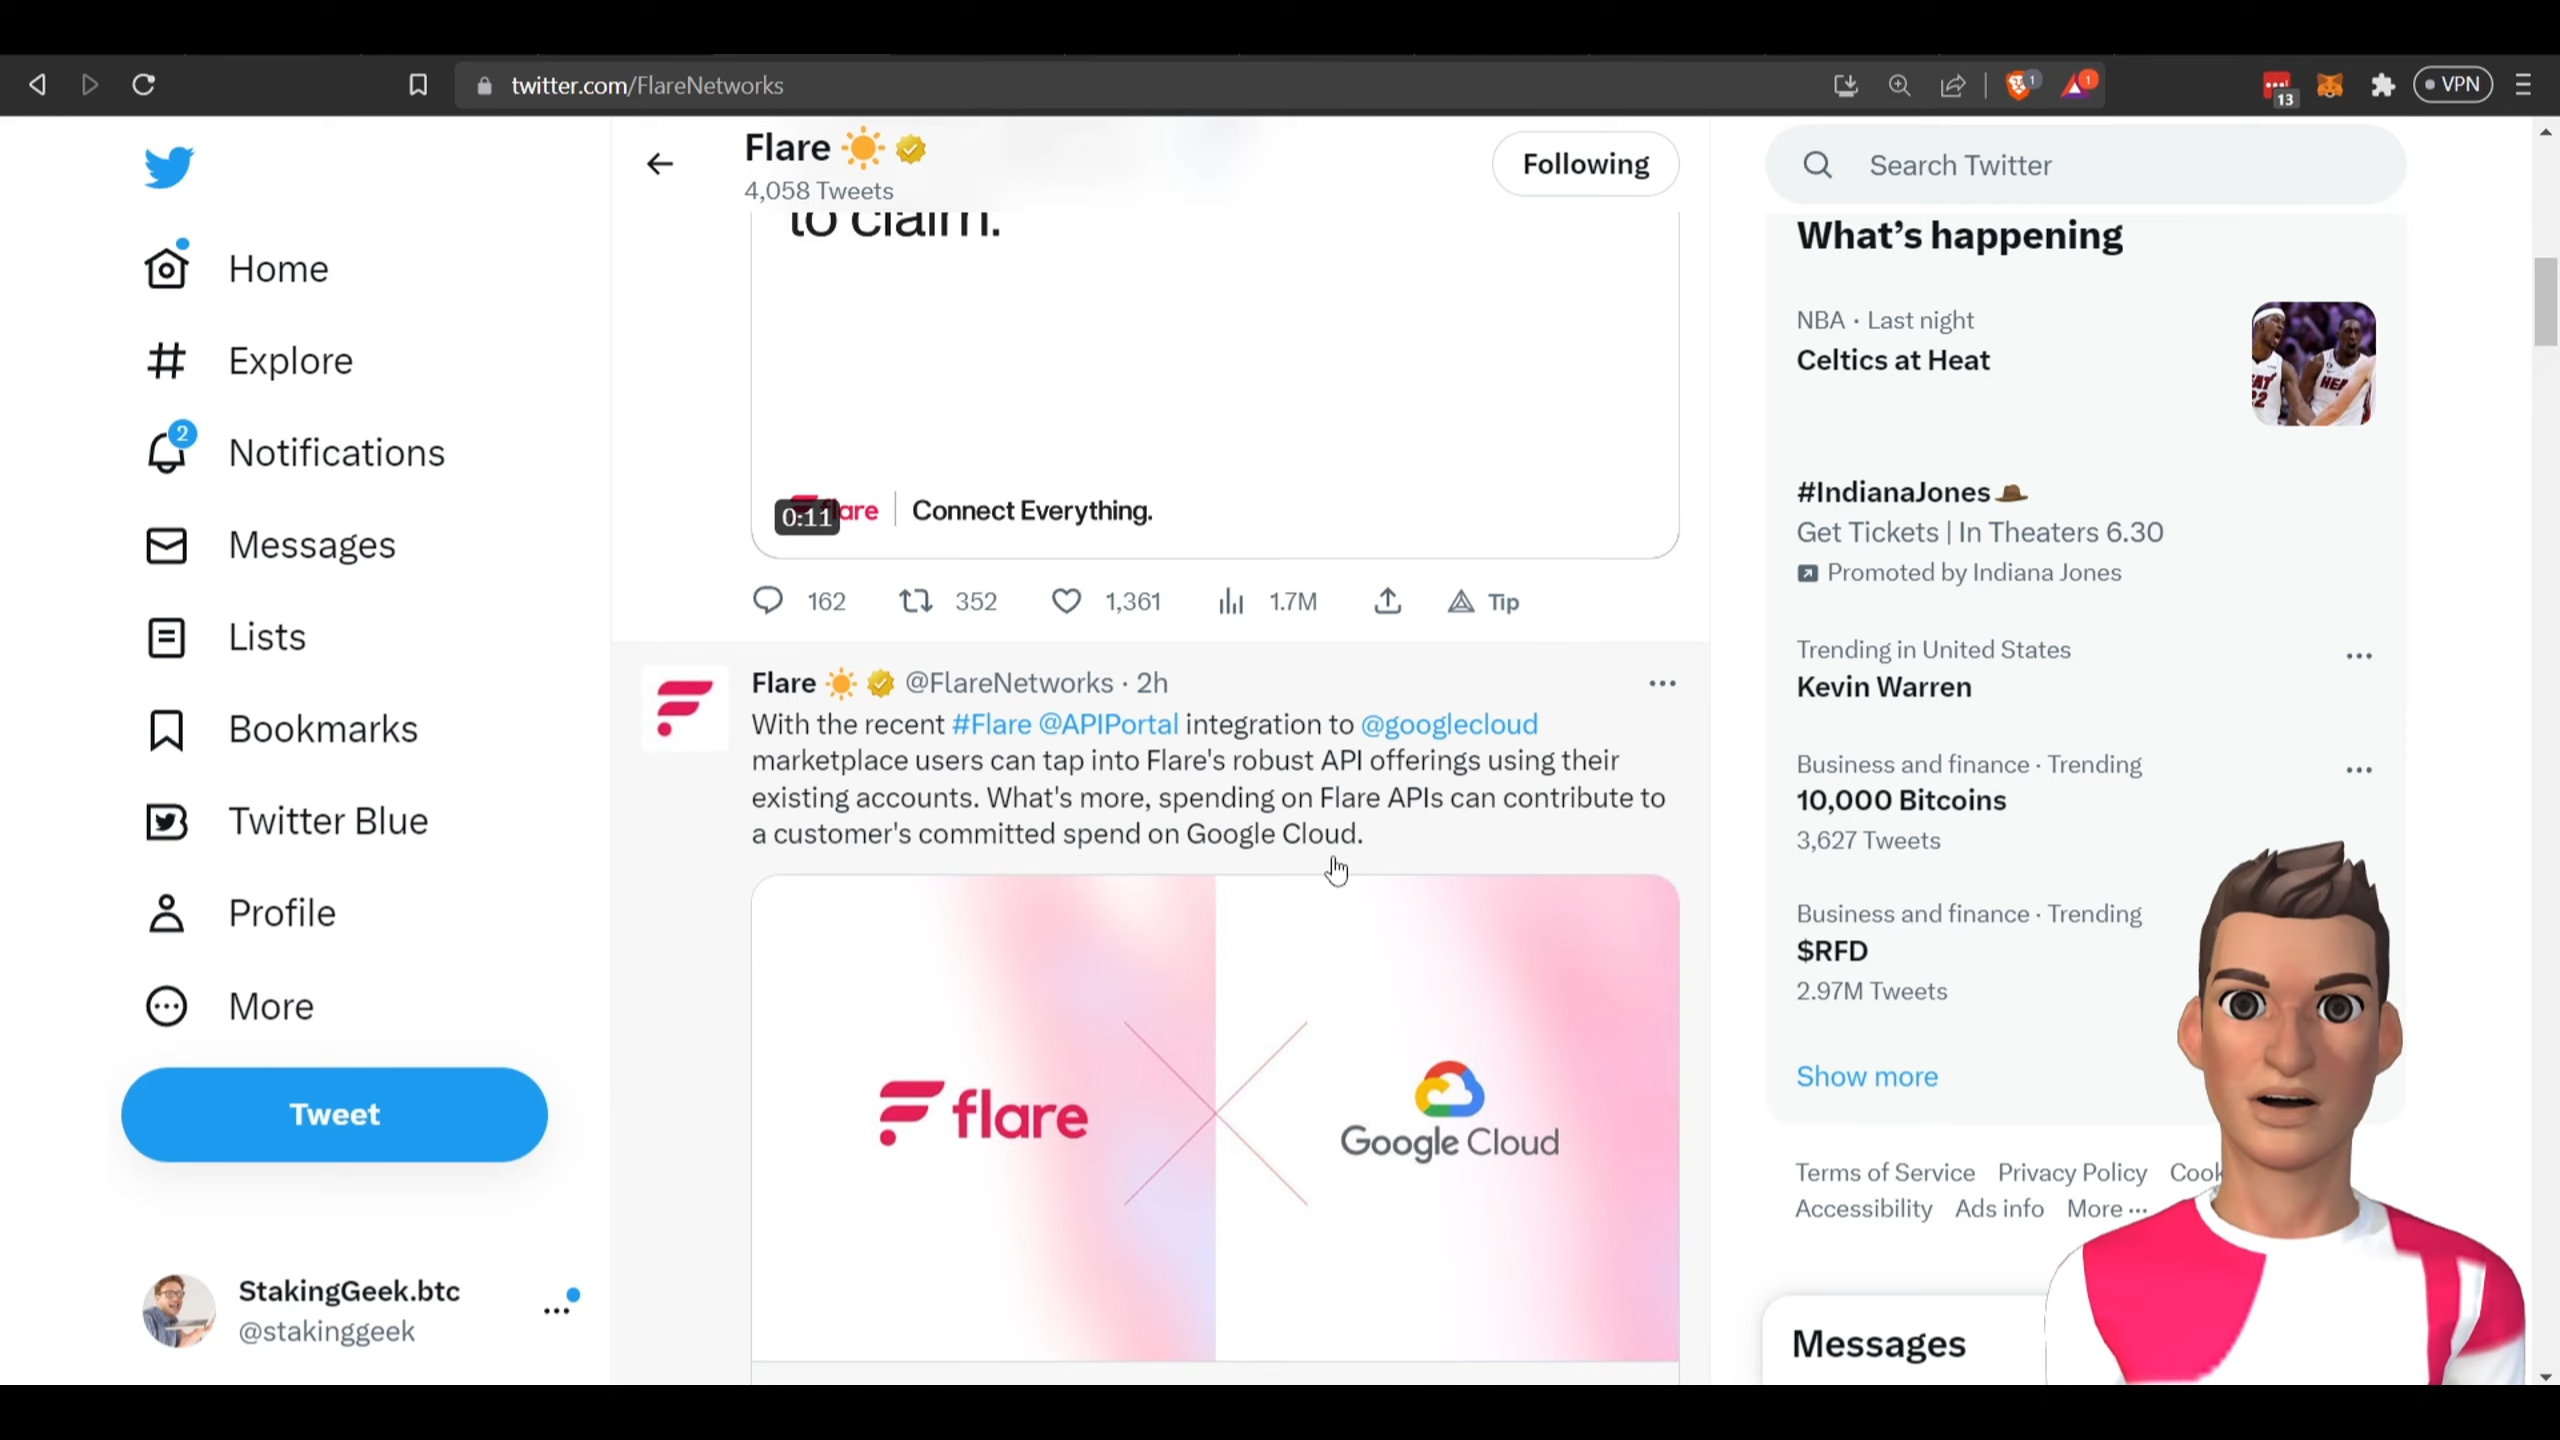 twitter.com/FlareNetworks
1
1
13
VPN
Flare
4,058 Tweets
Following
Search Twitter
Home
Explore
2
Notifications
Messages
Lists
Bookmarks
Twitter Blue
Profile
More
Tweet
StakingGeek.btc
@stakinggeek
to claim.
0:11
lare
Connect Everything.
162
352
1,361
1.7M
Tip
Flare @FlareNetworks · 2h
With the recent #Flare @APIPortal integration to @googlecloud
marketplace users can tap into Flare's robust API offerings using their
existing accounts. What's more, spending on Flare APIs can contribute to
a customer's committed spend on Google Cloud.
flare
Google Cloud
What's happening
NBA · Last night
Celtics at Heat
#IndianaJones
Get Tickets | In Theaters 6.30
Promoted by Indiana Jones
Trending in United States
Kevin Warren
Business and finance · Trending
10,000 Bitcoins
3,627 Tweets
Business and finance · Trending
$RFD
2.97M Tweets
Show more
Terms of Service Privacy Policy
Accessibility Ads info More ...
Messages